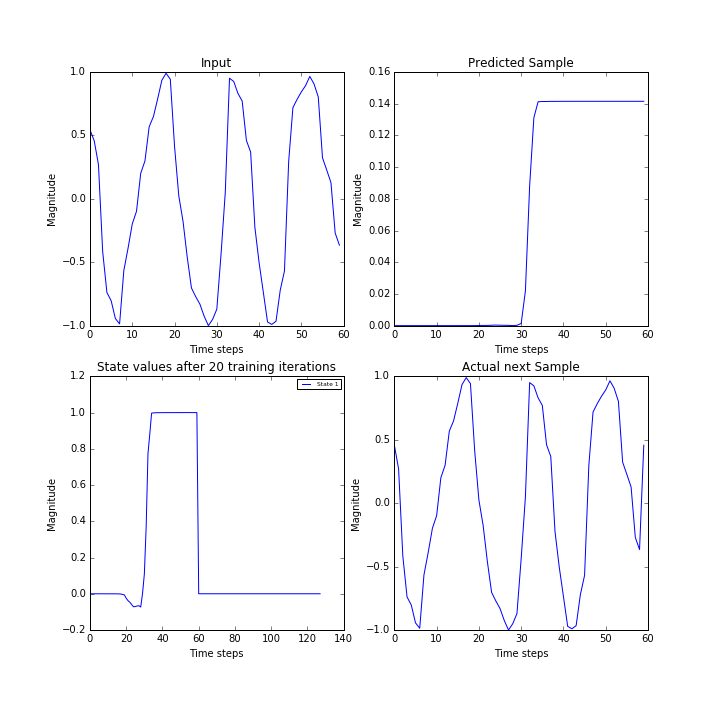 Input
Magnitude
1.0
0.5
0.0
−0.5
−1.0
0 10 20 30 40 50 60
Time steps
Predicted Sample
Magnitude
0.16
0.14
0.12
0.10
0.08
0.06
0.04
0.02
0.00
0 10 20 30 40 50 60
Time steps
State values after 20 training iterations
State 1
Magnitude
1.2
1.0
0.8
0.6
0.4
0.2
0.0
−0.2
0 20 40 60 80 100 120 140
Time steps
Actual next Sample
Magnitude
1.0
0.5
0.0
−0.5
−1.0
0 10 20 30 40 50 60
Time steps